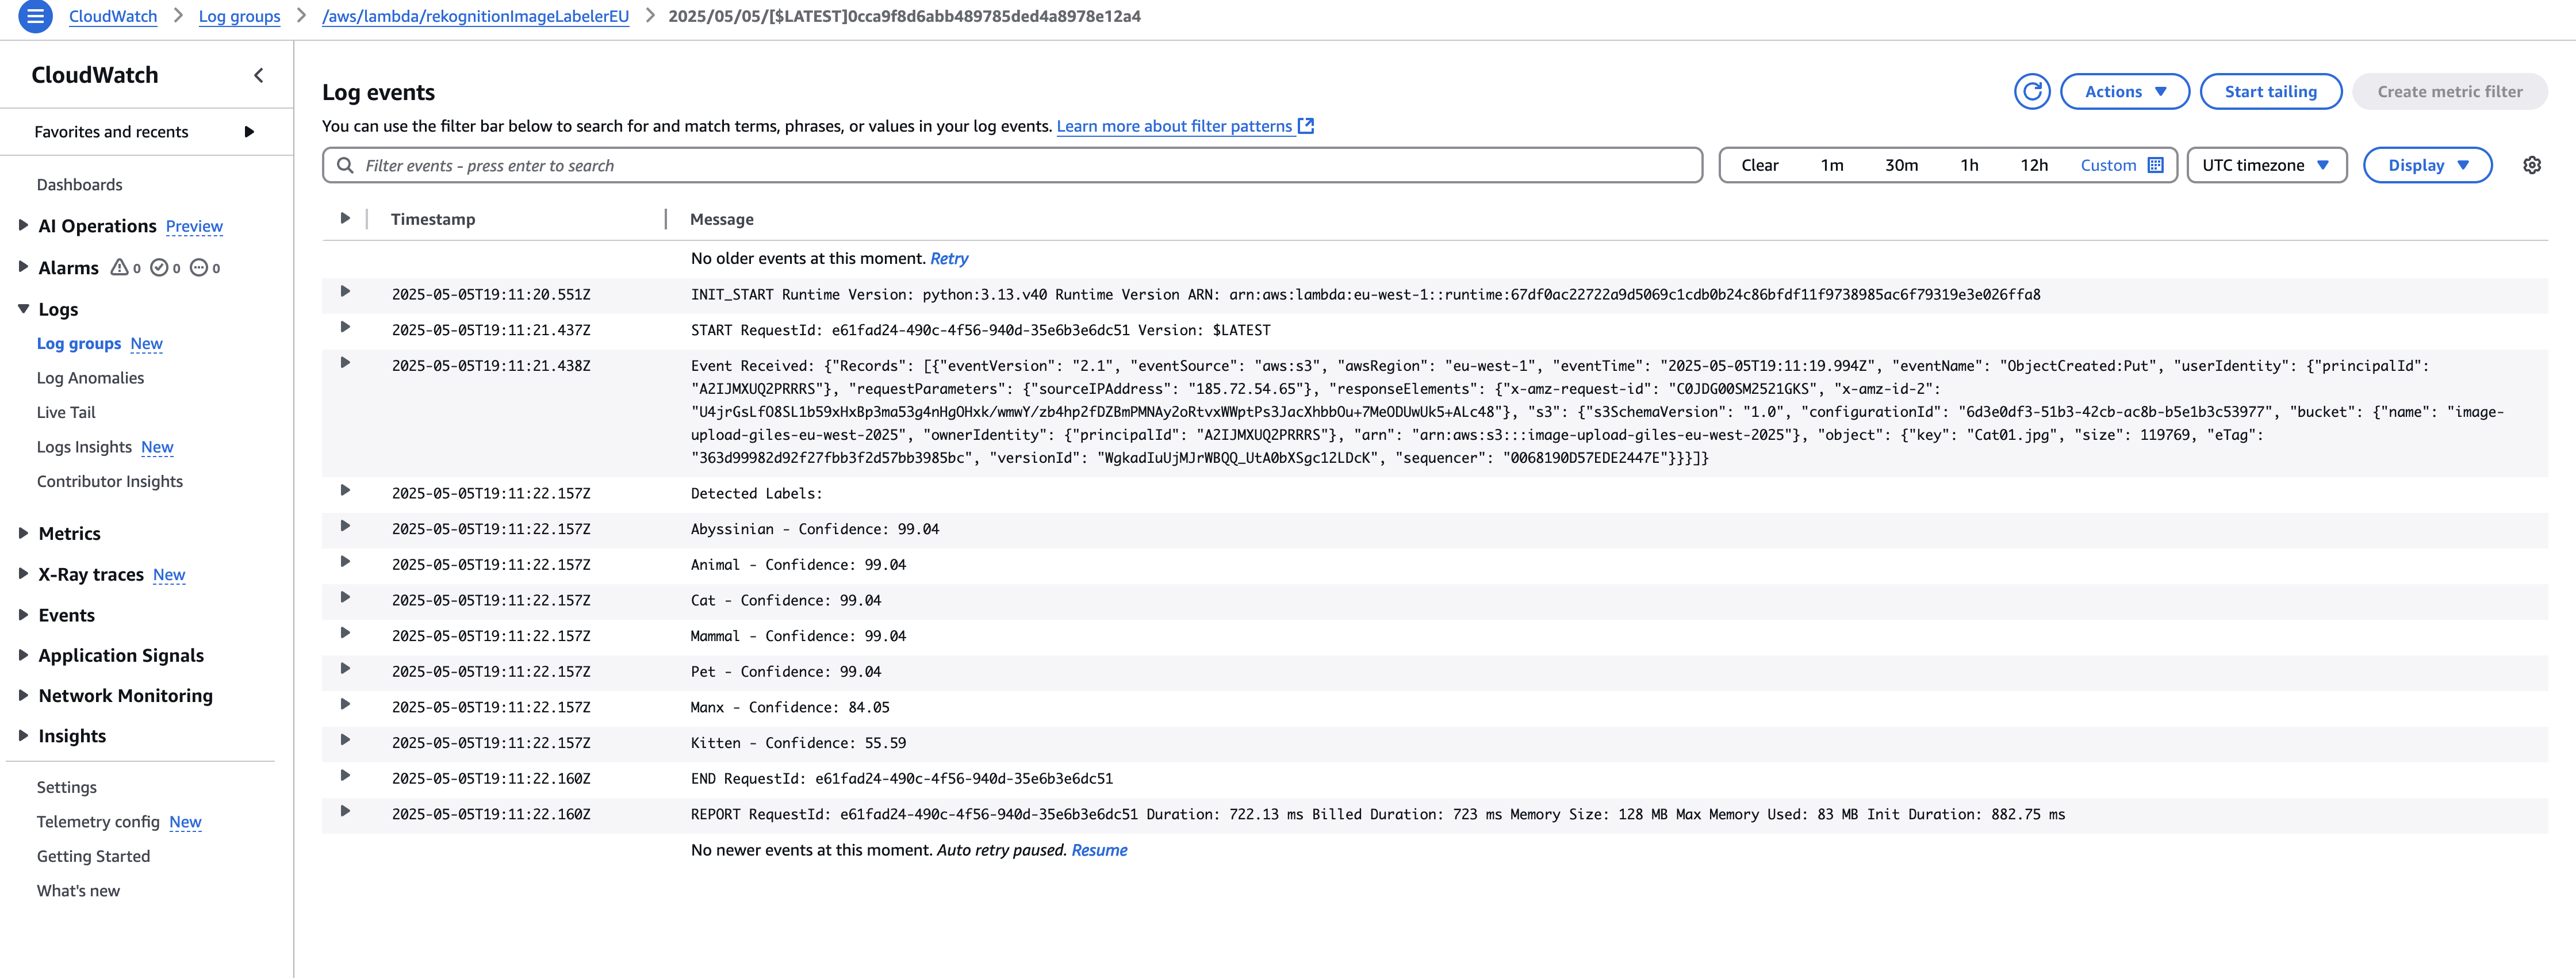 CloudWatch > Log groups > /aws/lambda/rekognitionImageLabelerEU > 2025/05/05/[$LATEST]0cca9f8d6abb489785ded4a8978e12a4
CloudWatch
Favorites and recents
Dashboards
AI Operations Preview
Alarms 0 0 0
Logs
Log groups New
Log Anomalies
Live Tail
Logs Insights New
Contributor Insights
Metrics
X-Ray traces New
Events
Application Signals
Network Monitoring
Insights
Settings
Telemetry config New
Getting Started
What's new
Log events
Actions
Start tailing
Create metric filter
You can use the filter bar below to search for and match terms, phrases, or values in your log events. Learn more about filter patterns
Filter events - press enter to search
Clear 1m 30m 1h 12h Custom
UTC timezone
Display
Timestamp Message
No older events at this moment. Retry
2025-05-05T19:11:20.551Z INIT_START Runtime Version: python:3.13.v40 Runtime Version ARN: arn:aws:lambda:eu-west-1::runtime:67df0ac22722a9d5069c1cdb0b24c86bfdf11f9738985ac6f79319e3e026ffa8
2025-05-05T19:11:21.437Z START RequestId: e61fad24-490c-4f56-940d-35e6b3e6dc51 Version: $LATEST
2025-05-05T19:11:21.438Z Event Received: {"Records": [{"eventVersion": "2.1", "eventSource": "aws:s3", "awsRegion": "eu-west-1", "eventTime": "2025-05-05T19:11:19.994Z", "eventName": "ObjectCreated:Put", "userIdentity": {"principalId":
"A2IJMXUQ2PRRRS"}, "requestParameters": {"sourceIPAddress": "185.72.54.65"}, "responseElements": {"x-amz-request-id": "C0JDG00SM2521GKS", "x-amz-id-2":
"U4jrGsLfO8SL1b59xHxBp3ma53g4nHgOHxk/wmwY/zb4hp2fDZBmPMNAy2oRtvxWWptPs3JacXhbbOu+7MeODUwUk5+ALc48"}, "s3": {"s3SchemaVersion": "1.0", "configurationId": "6d3e0df3-51b3-42cb-ac8b-b5e1b3c53977", "bucket": {"name": "image-
upload-giles-eu-west-2025", "ownerIdentity": {"principalId": "A2IJMXUQ2PRRRS"}, "arn": "arn:aws:s3:::image-upload-giles-eu-west-2025"}, "object": {"key": "Cat01.jpg", "size": 119769, "eTag":
"363d99982d92f27fbb3f2d57bb3985bc", "versionId": "WgkadIuUjMJrWBQQ_UtA0bXSgc12LDcK", "sequencer": "0068190D57EDE2447E"}}}]}
2025-05-05T19:11:22.157Z Detected Labels:
2025-05-05T19:11:22.157Z Abyssinian - Confidence: 99.04
2025-05-05T19:11:22.157Z Animal - Confidence: 99.04
2025-05-05T19:11:22.157Z Cat - Confidence: 99.04
2025-05-05T19:11:22.157Z Mammal - Confidence: 99.04
2025-05-05T19:11:22.157Z Pet - Confidence: 99.04
2025-05-05T19:11:22.157Z Manx - Confidence: 84.05
2025-05-05T19:11:22.157Z Kitten - Confidence: 55.59
2025-05-05T19:11:22.160Z END RequestId: e61fad24-490c-4f56-940d-35e6b3e6dc51
2025-05-05T19:11:22.160Z REPORT RequestId: e61fad24-490c-4f56-940d-35e6b3e6dc51 Duration: 722.13 ms Billed Duration: 723 ms Memory Size: 128 MB Max Memory Used: 83 MB Init Duration: 882.75 ms
No newer events at this moment. Auto retry paused. Resume